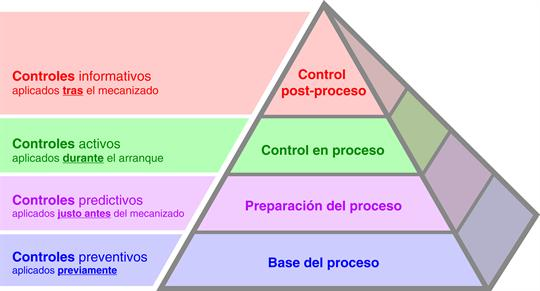 Controles informativos
aplicados tras el mecanizado
Control
post-proceso
Controles activos
aplicados durante el arranque
Control en proceso
Controles predictivos
aplicados justo antes del mecanizado
Preparación del proceso
Controles preventivos
aplicados previamente
Base del proceso